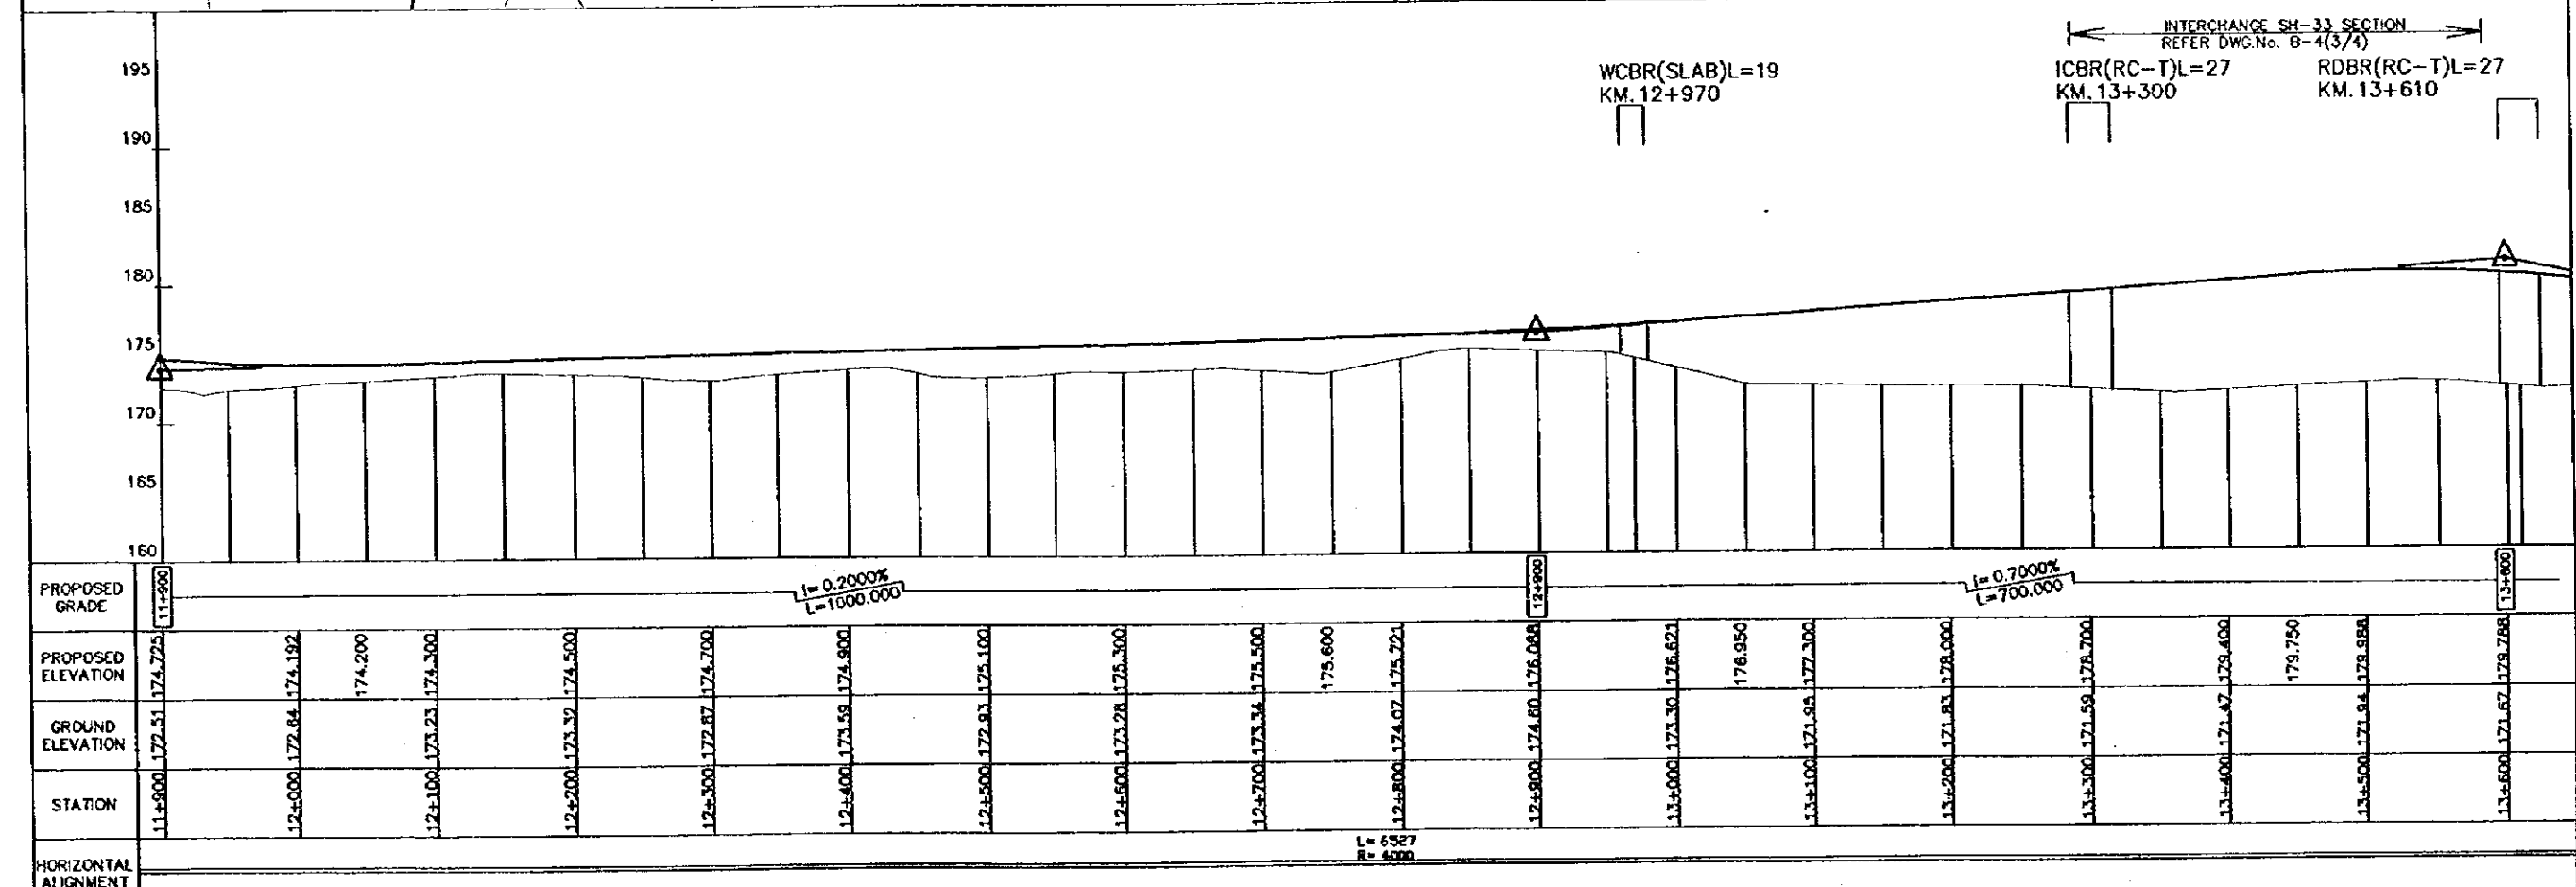 INTERCHANGE SH-33 SECTION
REFER DWG.No. B-4(3/4)
WCBR(SLAB)L=19
KM.12+970
ICBR(RC-T)L=27
KM.13+300
RDBR(RC-T)L=27
KM.13+610
195
190
185
180
175
170
165
160
PROPOSED
GRADE
11+900
i= 0.2000%
L=1000.000
12+900
i= 0.7000%
L=700.000
13+600
PROPOSED
ELEVATION
174.725 174.192 174.200 174.300 174.500 174.700 174.900 175.100 175.300 175.500 175.600 175.721 176.088 176.621 176.950 177.300 178.000 178.700 179.400 179.750 179.988 179.788
GROUND
ELEVATION
172.51 172.64 173.23 173.32 172.87 173.59 172.93 173.28 173.34 174.07 174.60 173.30 171.95 171.83 171.59 171.47 171.94 171.67
STATION
11+900 12+000 12+100 12+200 12+300 12+400 12+500 12+600 12+700 12+800 12+900 13+000 13+100 13+200 13+300 13+400 13+500 13+600
HORIZONTAL
ALIGNMENT
L= 6527
R= 4000